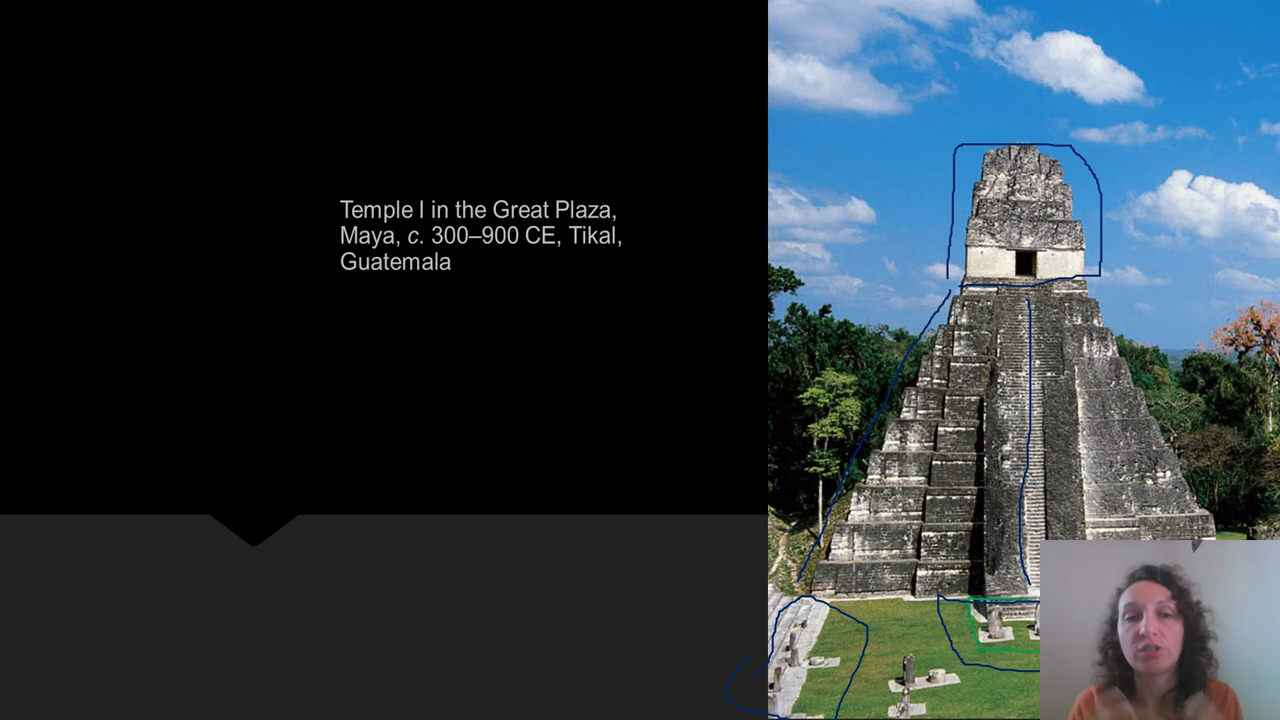 Temple I in the Great Plaza,
Maya, c. 300–900 CE, Tikal,
Guatemala